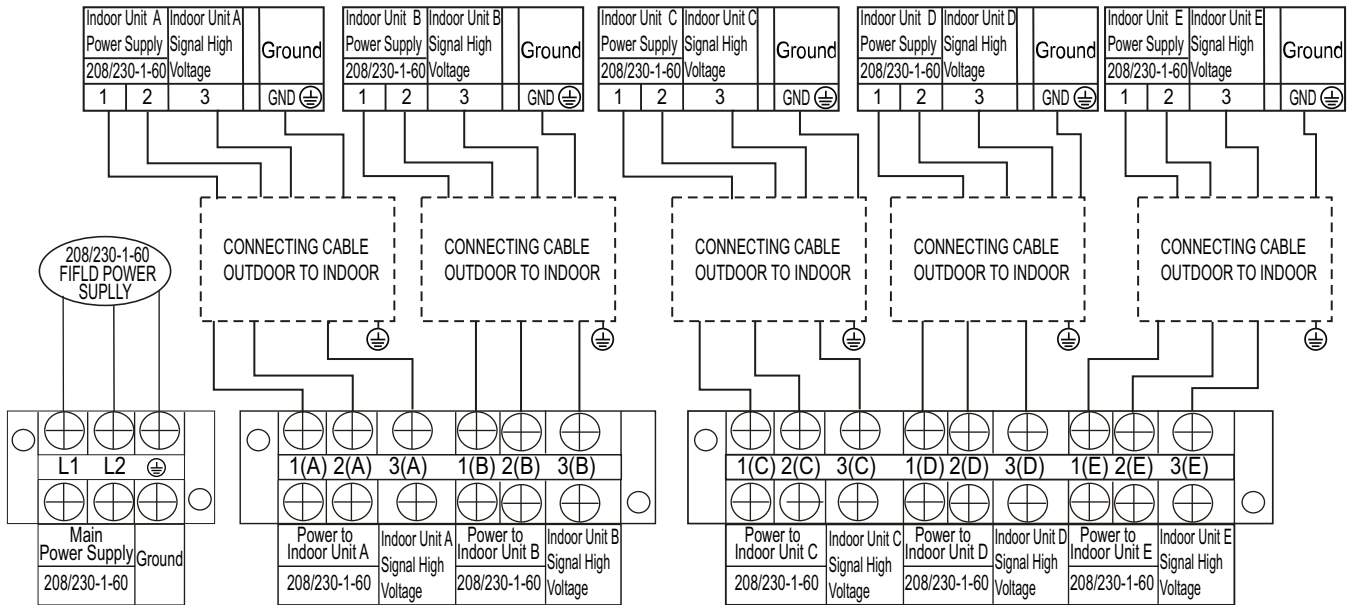 Indoor Unit A
Power Supply
208/230-1-60
Indoor Unit A
Signal High
Voltage
Ground
1 2 3 GND
Indoor Unit B
Power Supply
208/230-1-60
Indoor Unit B
Signal High
Voltage
Ground
1 2 3 GND
Indoor Unit C
Power Supply
208/230-1-60
Indoor Unit C
Signal High
Voltage
Ground
1 2 3 GND
Indoor Unit D
Power Supply
208/230-1-60
Indoor Unit D
Signal High
Voltage
Ground
1 2 3 GND
Indoor Unit E
Power Supply
208/230-1-60
Indoor Unit E
Signal High
Voltage
Ground
1 2 3 GND
CONNECTING CABLE
OUTDOOR TO INDOOR
CONNECTING CABLE
OUTDOOR TO INDOOR
CONNECTING CABLE
OUTDOOR TO INDOOR
CONNECTING CABLE
OUTDOOR TO INDOOR
CONNECTING CABLE
OUTDOOR TO INDOOR
208/230-1-60
FIFLD POWER
SUPLLY
L1 L2
1(A) 2(A) 3(A) 1(B) 2(B) 3(B)
1(C) 2(C) 3(C) 1(D) 2(D) 3(D) 1(E) 2(E) 3(E)
Main
Power Supply
208/230-1-60
Ground
Power to
Indoor Unit A
208/230-1-60
Indoor Unit A
Signal High
Voltage
Power to
Indoor Unit B
208/230-1-60
Indoor Unit B
Signal High
Voltage
Power to
Indoor Unit C
208/230-1-60
Indoor Unit C
Signal High
Voltage
Power to
Indoor Unit D
208/230-1-60
Indoor Unit D
Signal High
Voltage
Power to
Indoor Unit E
208/230-1-60
Indoor Unit E
Signal High
Voltage